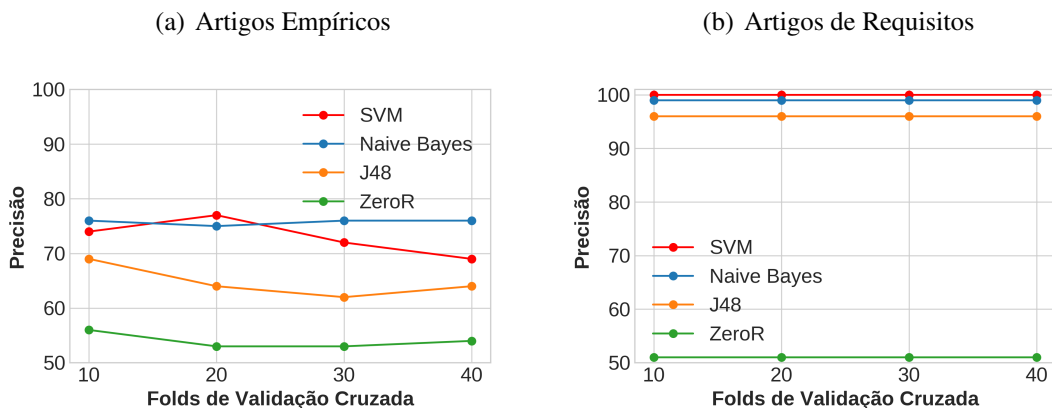 (a) Artigos Empíricos
100
90
80
70
60
50
Precisão
SVM
Naive Bayes
J48
ZeroR
10 20 30 40
Folds de Validação Cruzada
(b) Artigos de Requisitos
100
90
80
70
60
50
Precisão
SVM
Naive Bayes
J48
ZeroR
10 20 30 40
Folds de Validação Cruzada